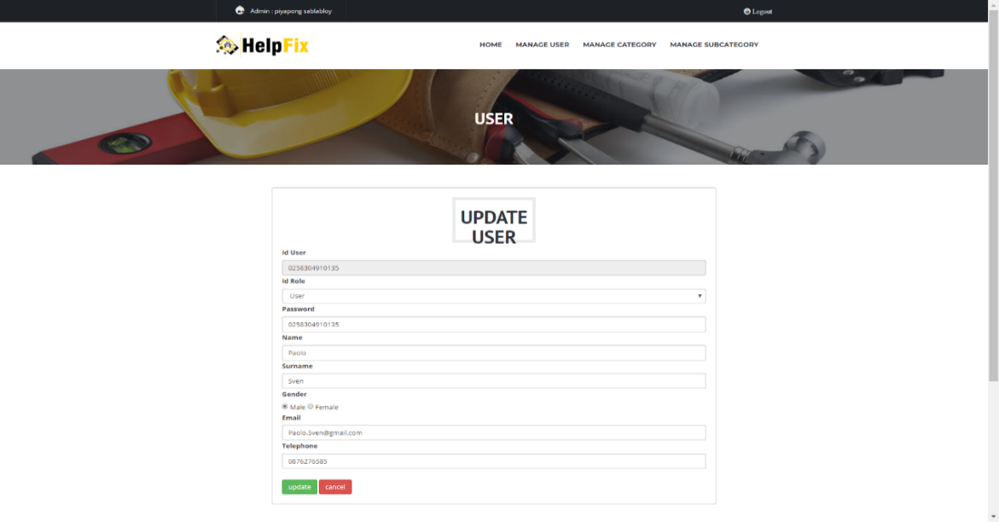 Admin : piyapong sablabloy
Logout
HelpFix
HOME MANAGE USER MANAGE CATEGORY MANAGE SUBCATEGORY
USER
UPDATE
USER
Id User
0258304910135
Id Role
User
Password
0258304910135
Name
Paolo
Surname
Sven
Gender
Male Female
Email
Paolo.Sven@gmail.com
Telephone
0876276585
update cancel